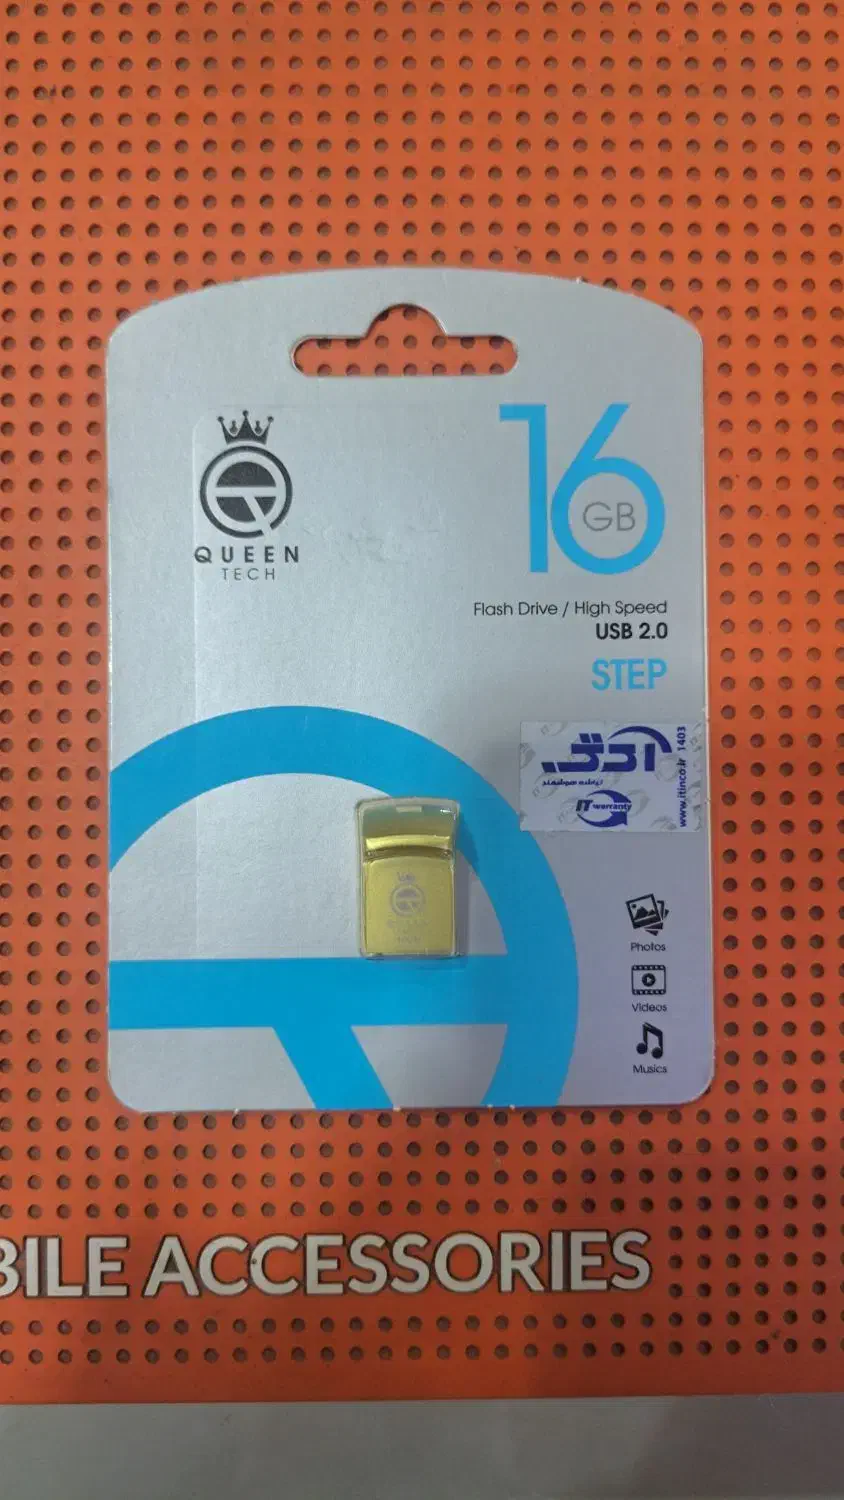 QUEEN
TECH
16
GB
Flash Drive / High Speed
USB 2.0
STEP
www.itinco.ir 1403
IT warranty
Photos
Videos
Musics
BILE ACCESSORIES